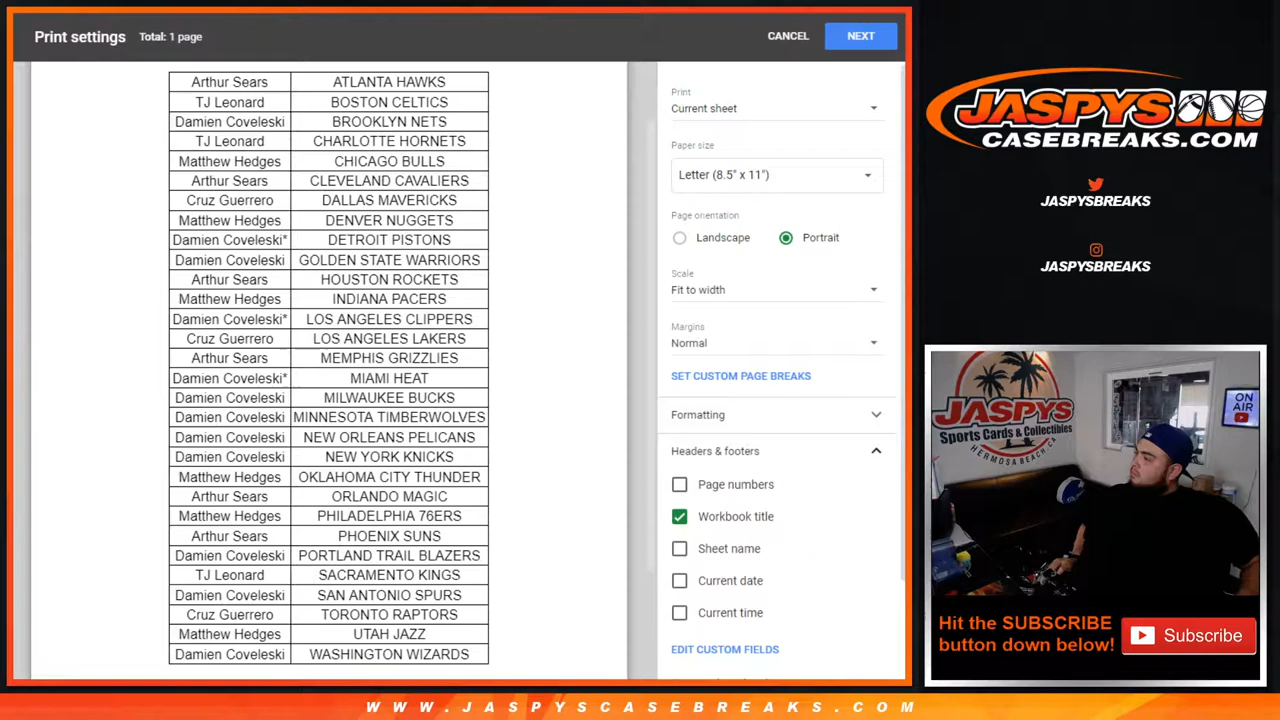 Print settings Total: 1 page CANCEL NEXT
Arthur Sears ATLANTA HAWKS
TJ Leonard BOSTON CELTICS
Damien Coveleski BROOKLYN NETS
TJ Leonard CHARLOTTE HORNETS
Matthew Hedges CHICAGO BULLS
Arthur Sears CLEVELAND CAVALIERS
Cruz Guerrero DALLAS MAVERICKS
Matthew Hedges DENVER NUGGETS
Damien Coveleski* DETROIT PISTONS
Damien Coveleski GOLDEN STATE WARRIORS
Arthur Sears HOUSTON ROCKETS
Matthew Hedges INDIANA PACERS
Damien Coveleski* LOS ANGELES CLIPPERS
Cruz Guerrero LOS ANGELES LAKERS
Arthur Sears MEMPHIS GRIZZLIES
Damien Coveleski* MIAMI HEAT
Damien Coveleski MILWAUKEE BUCKS
Damien Coveleski MINNESOTA TIMBERWOLVES
Damien Coveleski NEW ORLEANS PELICANS
Damien Coveleski NEW YORK KNICKS
Matthew Hedges OKLAHOMA CITY THUNDER
Arthur Sears ORLANDO MAGIC
Matthew Hedges PHILADELPHIA 76ERS
Arthur Sears PHOENIX SUNS
Damien Coveleski PORTLAND TRAIL BLAZERS
TJ Leonard SACRAMENTO KINGS
Damien Coveleski SAN ANTONIO SPURS
Cruz Guerrero TORONTO RAPTORS
Matthew Hedges UTAH JAZZ
Damien Coveleski WASHINGTON WIZARDS
Print
Current sheet
Paper size
Letter (8.5" x 11")
Page orientation
Landscape Portrait
Scale
Fit to width
Margins
Normal
SET CUSTOM PAGE BREAKS
Formatting
Headers & footers
Page numbers
Workbook title
Sheet name
Current date
Current time
EDIT CUSTOM FIELDS
JASPYS
CASEBREAKS.COM
JASPYSBREAKS
JASPYSBREAKS
JASPYS
Sports Cards & Collectibles
HERMOSA BEACH, CA
ON
AIR
Hit the SUBSCRIBE
button down below!
Subscribe
WWW.JASPYSCASEBREAKS.COM